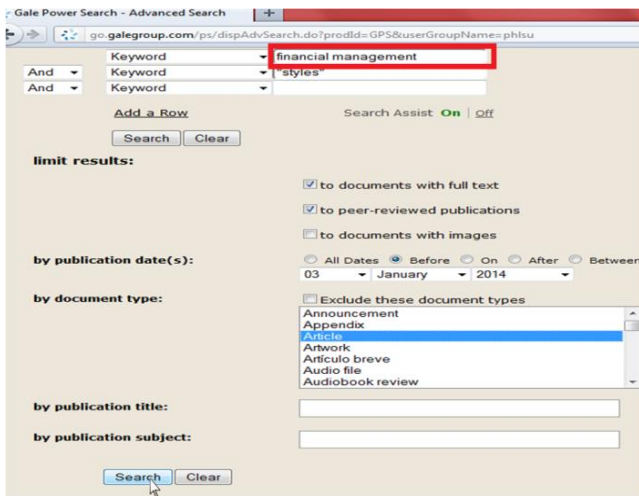 Gale Power Search - Advanced Search
go.galegroup.com/ps/dispAdvSearch.do?prodId=GPS&userGroupName=phlsu
Keyword financial management
And Keyword "styles"
And Keyword
Add a Row Search Assist On | Off
Search Clear
limit results:
to documents with full text
to peer-reviewed publications
to documents with images
by publication date(s): All Dates Before On After Between
03 January 2014
by document type: Exclude these document types
Announcement
Appendix
Article
Artwork
Artículo breve
Audio file
Audiobook review
by publication title:
by publication subject:
Search Clear